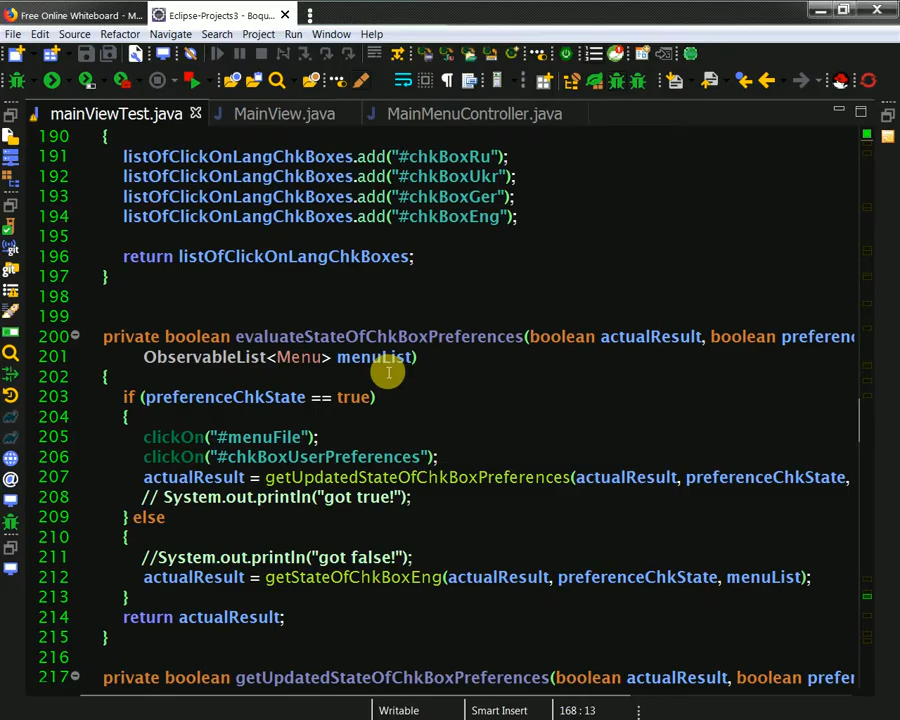 Free Online Whiteboard - M...
Eclipse-Projects3 - Boqu...
File Edit Source Refactor Navigate Search Project Run Window Help
mainViewTest.java MainView.java MainMenuController.java
190 {
191 listOfClickOnLangChkBoxes.add("#chkBoxRu");
192 listOfClickOnLangChkBoxes.add("#chkBoxUkr");
193 listOfClickOnLangChkBoxes.add("#chkBoxGer");
194 listOfClickOnLangChkBoxes.add("#chkBoxEng");
195
196 return listOfClickOnLangChkBoxes;
197 }
198
199
200 private boolean evaluateStateOfChkBoxPreferences(boolean actualResult, boolean preferenc
201 ObservableList<Menu> menuList)
202 {
203 if (preferenceChkState == true)
204 {
205 clickOn("#menuFile");
206 clickOn("#chkBoxUserPreferences");
207 actualResult = getUpdatedStateOfChkBoxPreferences(actualResult, preferenceChkState,
208 // System.out.println("got true!");
209 } else
210 {
211 //System.out.println("got false!");
212 actualResult = getStateOfChkBoxEng(actualResult, preferenceChkState, menuList);
213 }
214 return actualResult;
215 }
216
217 private boolean getUpdatedStateOfChkBoxPreferences(boolean actualResult, boolean prefer
Writable Smart Insert 168 : 13